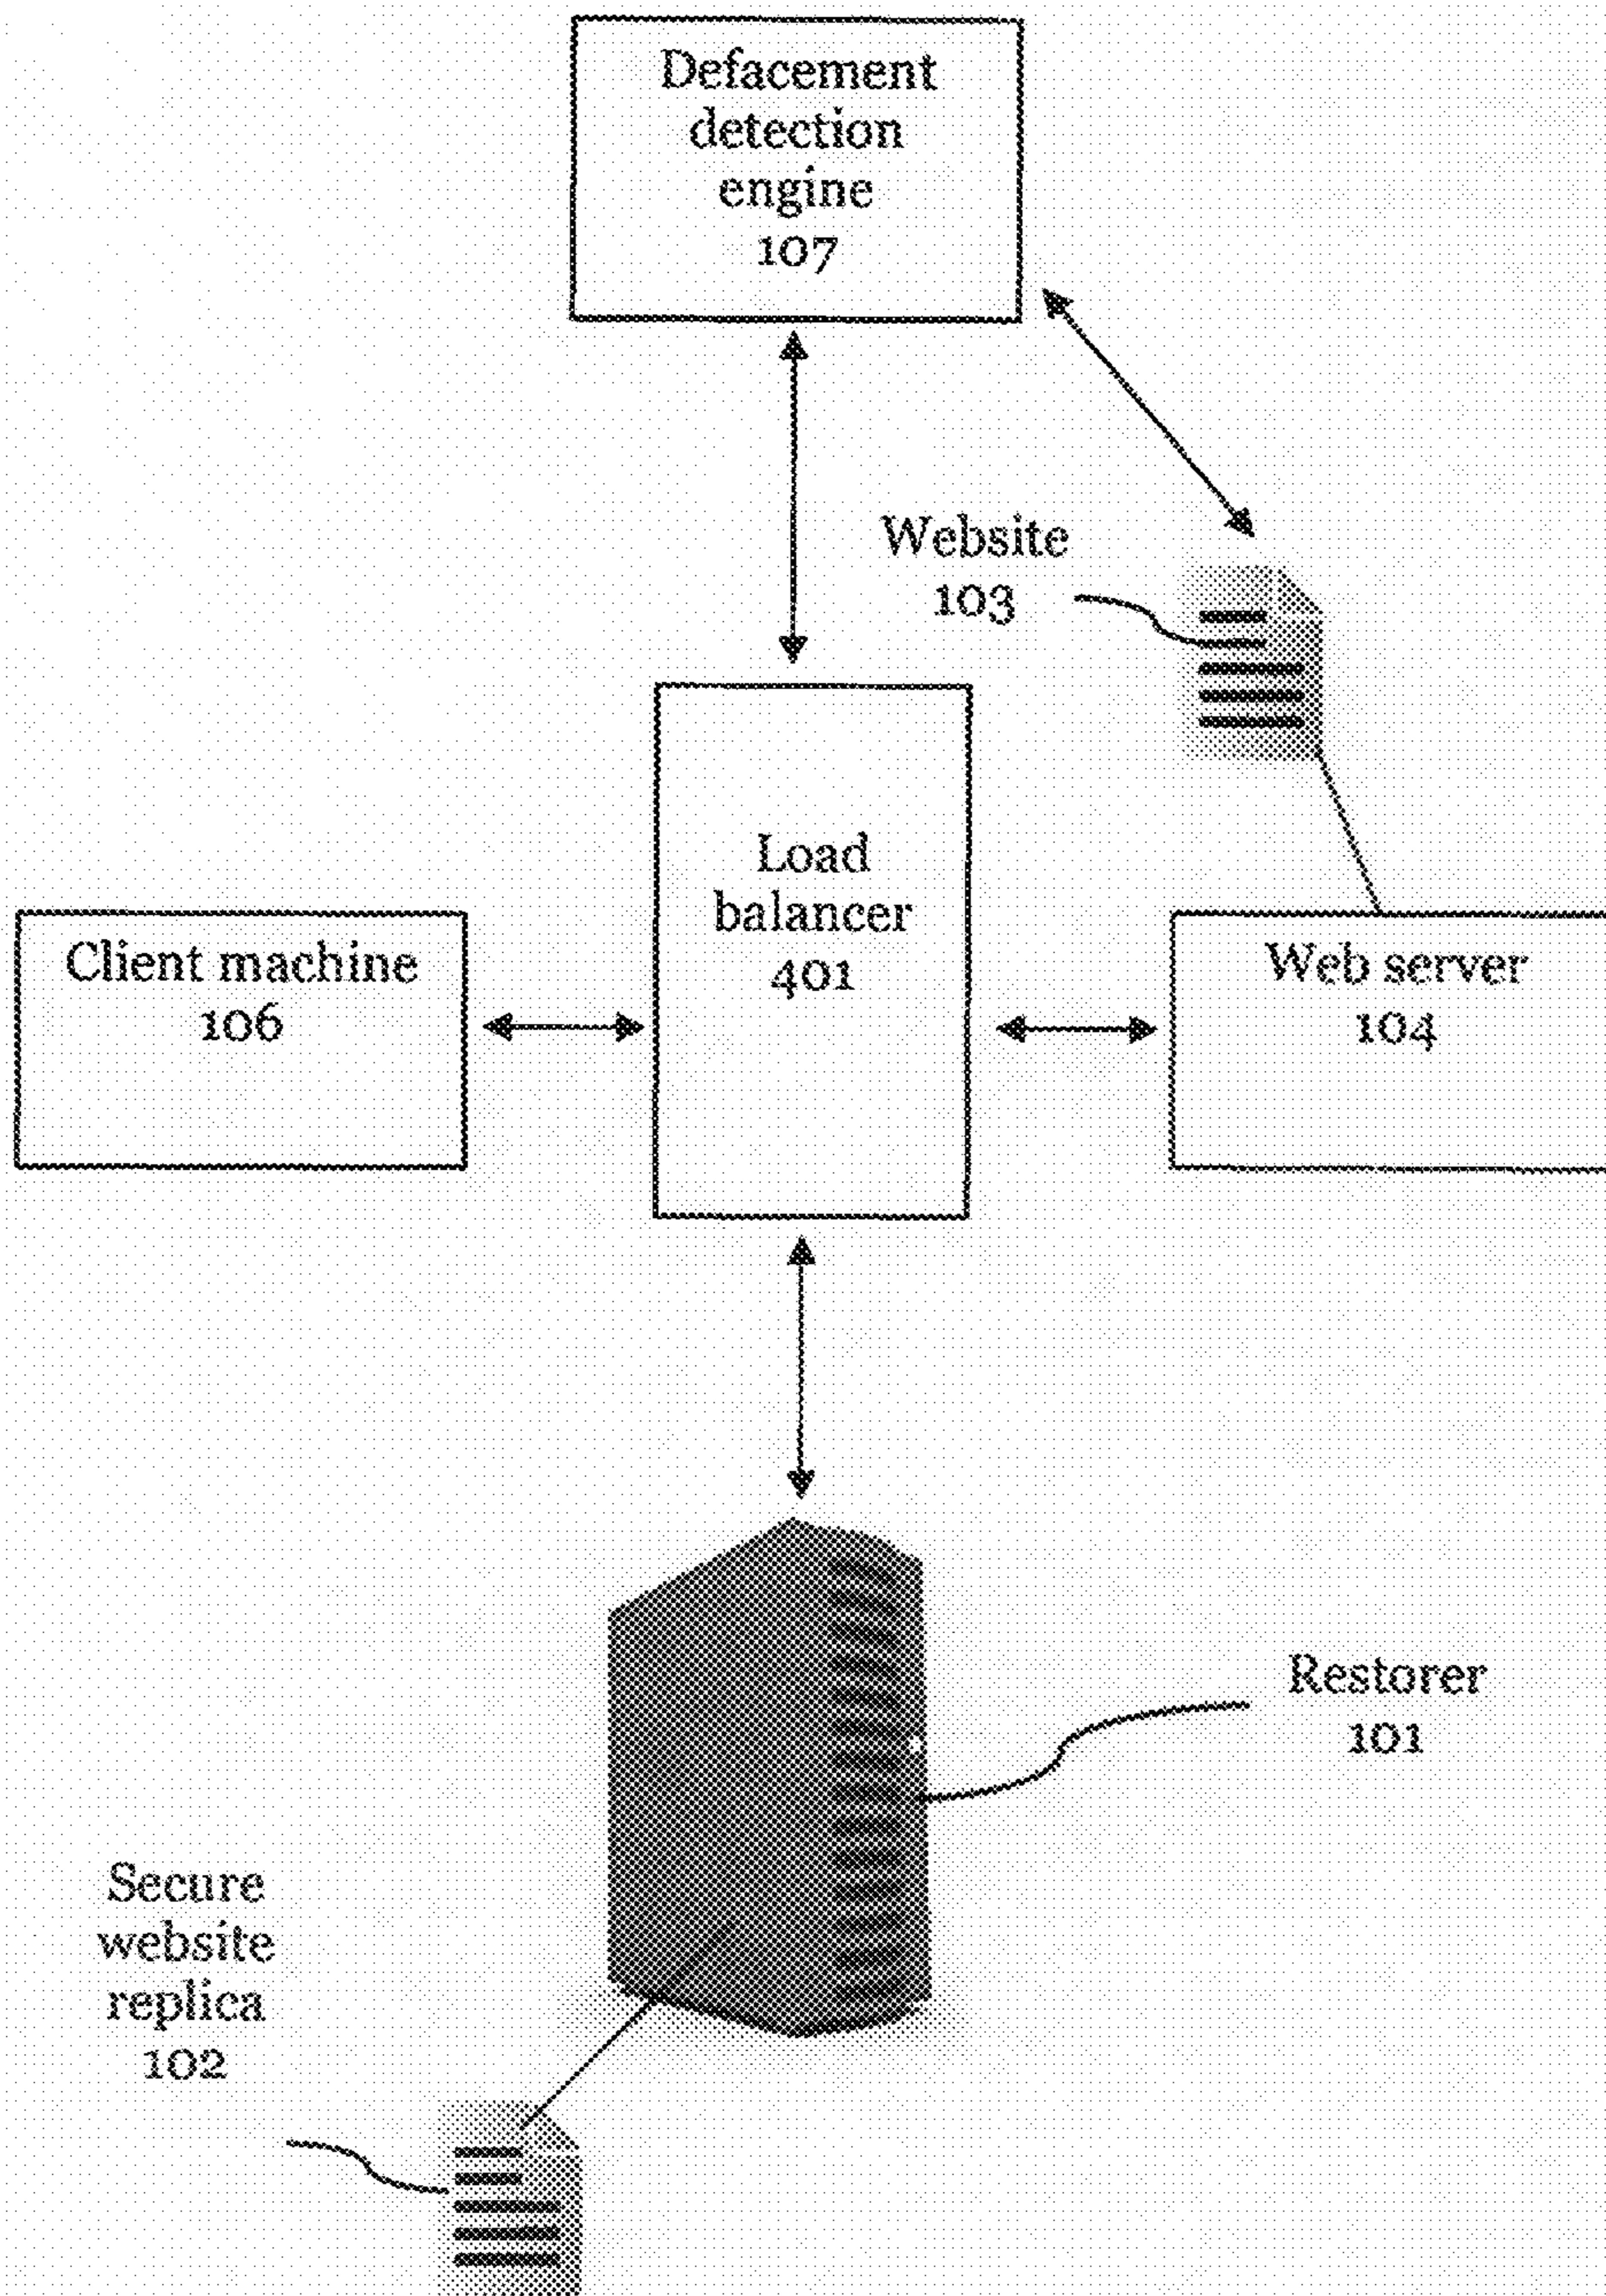 Defacement
detection
engine
107
Website
103
Load
balancer
401
Client machine
106
Web server
104
Restorer
101
Secure
website
replica
102